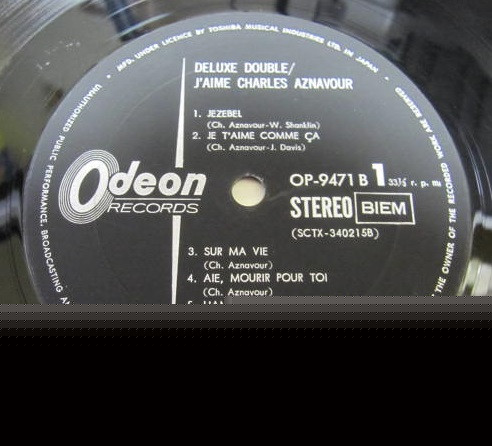 MFD. UNDER LICENCE BY TOSHIBA MUSICAL INDUSTRIES LTD. IN JAPAN
DELUXE DOUBLE/
J'AIME CHARLES AZNAVOUR
1. JEZEBEL
(Ch. Aznavour-W. Shanklin)
2. JE T'AIME COMME ÇA
(Ch. Aznavour-J. Davis)
Odeon
RECORDS
OP-9471 B 1 33⅓ r. p. m
STEREO BIEM
(SCTX-340215B)
3. SUR MA VIE
(Ch. Aznavour)
4. AIE, MOURIR POUR TOI
(Ch. Aznavour)
UNAUTHORIZED PUBLIC PERFORMANCE, BROADCASTING
THE OWNER OF THE RECORDED WORK ARE RESERVED